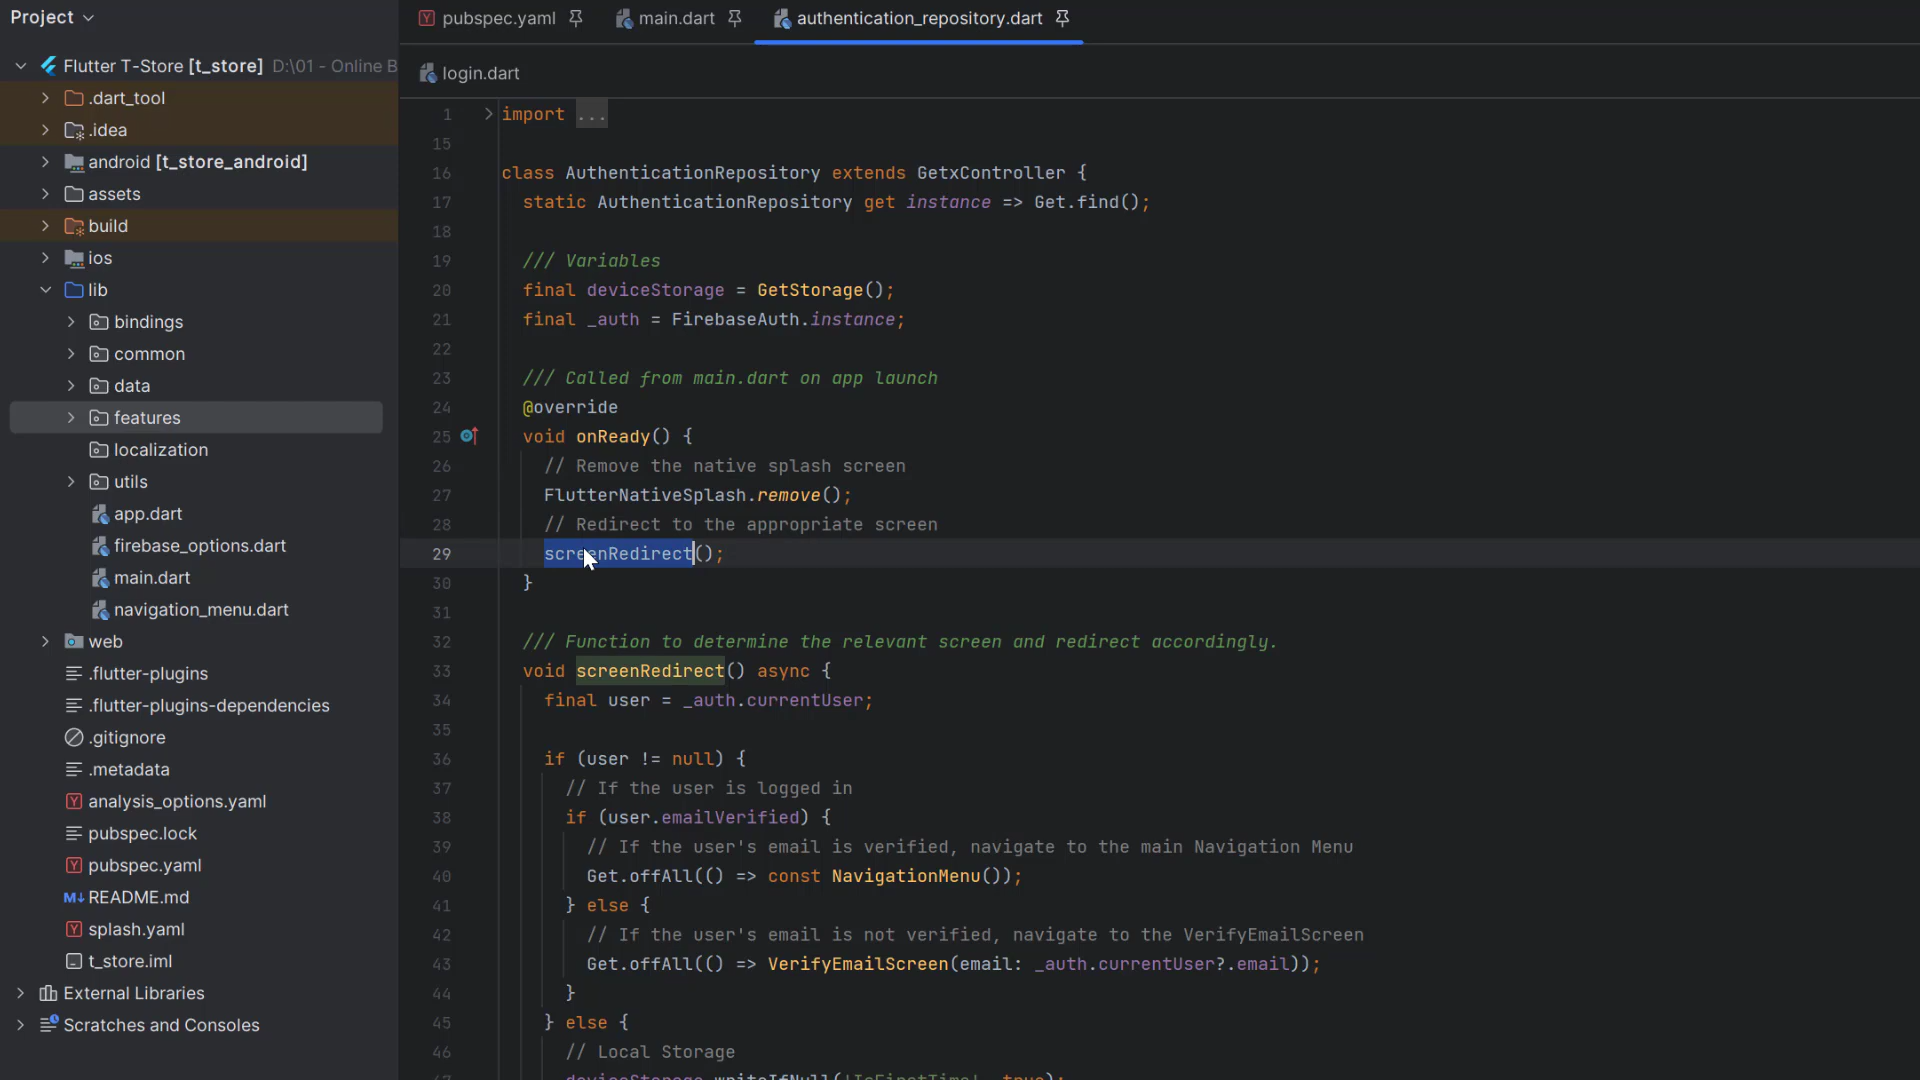 Project
Flutter T-Store [t_store] D:\01 - Online B
.dart_tool
.idea
android [t_store_android]
assets
build
ios
lib
bindings
common
data
features
localization
utils
app.dart
firebase_options.dart
main.dart
navigation_menu.dart
web
.flutter-plugins
.flutter-plugins-dependencies
.gitignore
.metadata
analysis_options.yaml
pubspec.lock
pubspec.yaml
README.md
splash.yaml
t_store.iml
External Libraries
Scratches and Consoles
pubspec.yaml main.dart authentication_repository.dart
login.dart
1 import ...
15
16 class AuthenticationRepository extends GetxController {
17 static AuthenticationRepository get instance => Get.find();
18
19 /// Variables
20 final deviceStorage = GetStorage();
21 final _auth = FirebaseAuth.instance;
22
23 /// Called from main.dart on app launch
24 @override
25 void onReady() {
26 // Remove the native splash screen
27 FlutterNativeSplash.remove();
28 // Redirect to the appropriate screen
29 screenRedirect();
30 }
31
32 /// Function to determine the relevant screen and redirect accordingly.
33 void screenRedirect() async {
34 final user = _auth.currentUser;
35
36 if (user != null) {
37 // If the user is logged in
38 if (user.emailVerified) {
39 // If the user's email is verified, navigate to the main Navigation Menu
40 Get.offAll(() => const NavigationMenu());
41 } else {
42 // If the user's email is not verified, navigate to the VerifyEmailScreen
43 Get.offAll(() => VerifyEmailScreen(email: _auth.currentUser?.email));
44 }
45 } else {
46 // Local Storage
47 deviceStorage.writeIfNull('IsFirstTime', true);